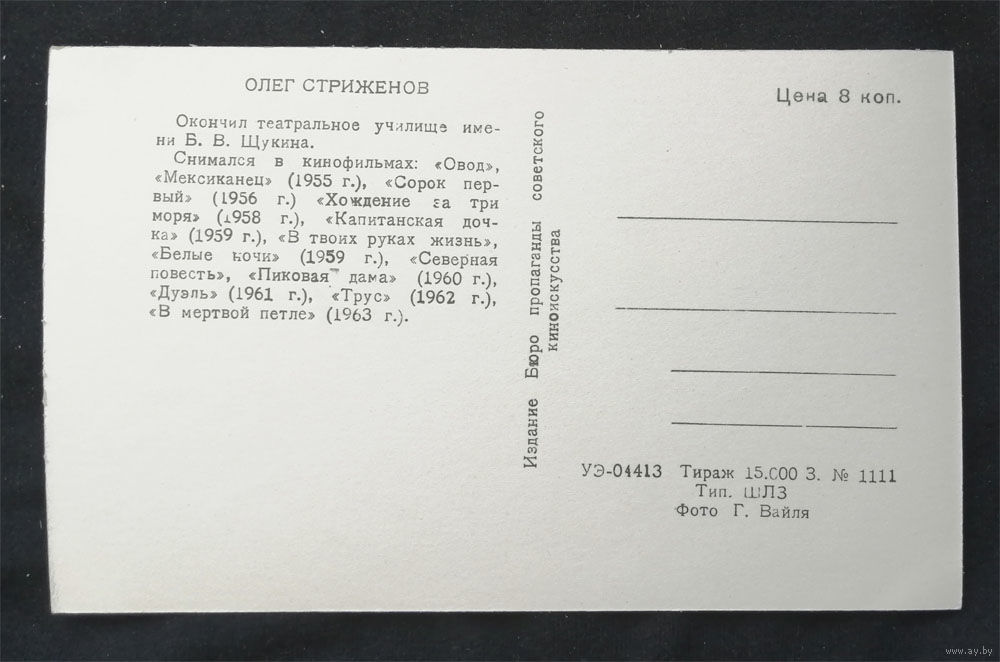 ОЛЕГ СТРИЖЕНОВ
Окончил театральное училище име-
ни Б. В. Щукина.
Снимался в кинофильмах: «Овод»,
«Мексиканец» (1955 г.), «Сорок пер-
вый» (1956 г.) «Хождение за три
моря» (1958 г.), «Капитанская доч-
ка» (1959 г.), «В твоих руках жизнь»,
«Белые ночи» (1959 г.), «Северная
повесть», «Пиковая дама» (1960 г.),
«Дуэль» (1961 г.), «Трус» (1962 г.),
«В мертвой петле» (1963 г.).
Издание Бюро пропаганды советского
киноискусства
Цена 8 коп.
УЭ-04413 Тираж 15.000 З. № 1111
Тип. ШЛЗ
Фото Г. Вайля
www.ay.by